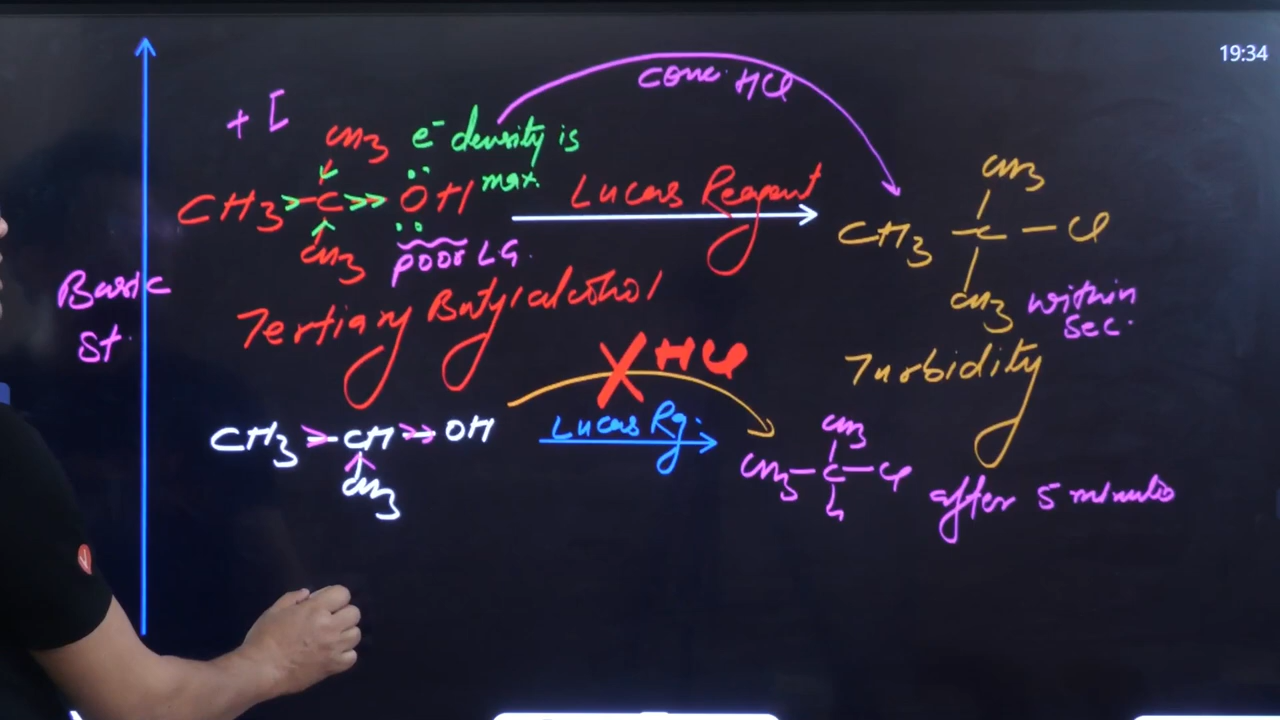 19:34
conc. HCl
+ I
CH3 e⁻ density is
max.
CH3 > C >> ÖH Lucas Reagent
CH3 poor LG.
CH3
CH3 – C – Cl
CH3 within
sec.
Basic
st.
Tertiary Butyl alcohol
Turbidity
HCl
CH3 > CH >> OH Lucas Rg.
CH3
CH3
CH3 – C – Cl after 5 minutes